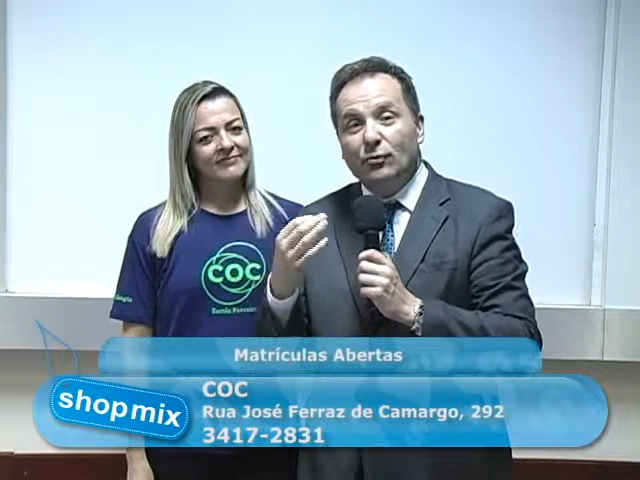 COC
Matrículas Abertas
shopmix
COC
Rua José Ferraz de Camargo, 292
3417-2831